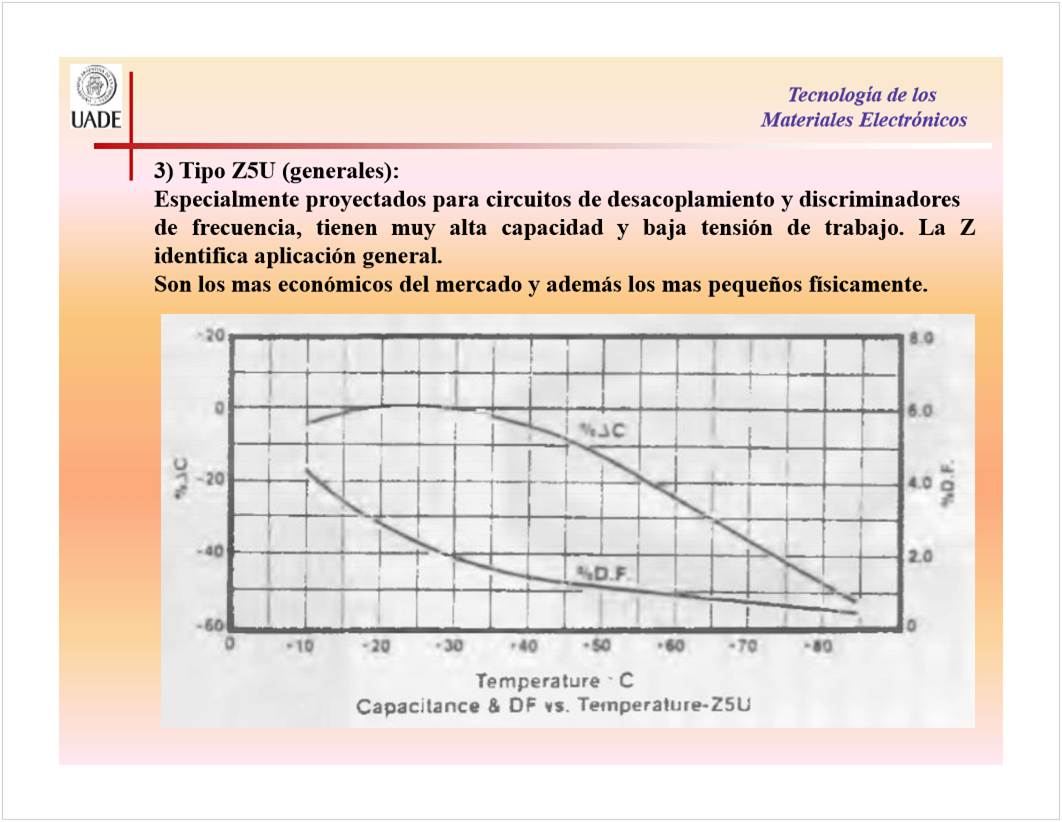 UADE
Tecnología de los
Materiales Electrónicos
3) Tipo Z5U (generales):
Especialmente proyectados para circuitos de desacoplamiento y discriminadores
de frecuencia, tienen muy alta capacidad y baja tensión de trabajo. La Z
identifica aplicación general.
Son los mas económicos del mercado y además los mas pequeños físicamente.
+20
0
-20
-40
-60
%ΔC
8.0
6.0
4.0
2.0
0
%D.F.
%ΔC
%D.F.
0 +10 +20 +30 +40 +50 +60 +70 +80
Temperature °C
Capacitance & DF vs. Temperature-Z5U